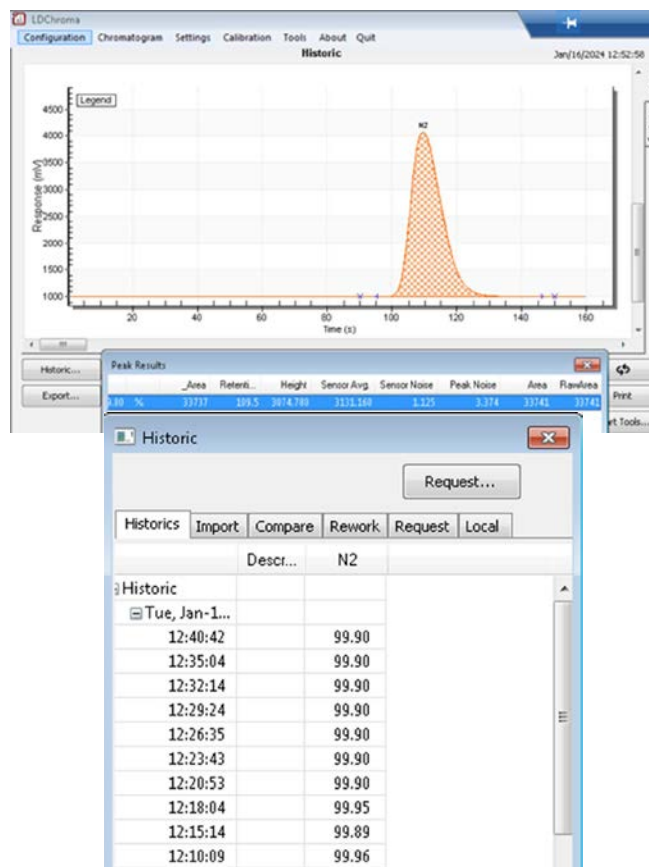 LDChroma
Configuration Chromatogram Settings Calibration Tools About Quit
Historic
Jan/16/2024 12:52:58
Legend
N2
4500
4000
3500
3000
2500
2000
1500
1000
Response (mV)
20 40 60 80 100 120 140 160
Time (s)
Historic...
Export...
Print
rt Tools...
Peak Results
_Area Retenti... Height Sensor Avg. Sensor Noise Peak Noise Area RawArea
% 33737 109.5 3074.780 3131.160 1.125 3.374 33741 33741
Historic
Request...
Historics Import Compare Rework Request Local
Descr... N2
Historic
Tue, Jan-1...
12:40:42 99.90
12:35:04 99.90
12:32:14 99.90
12:29:24 99.90
12:26:35 99.90
12:23:43 99.90
12:20:53 99.90
12:18:04 99.95
12:15:14 99.89
12:10:09 99.96